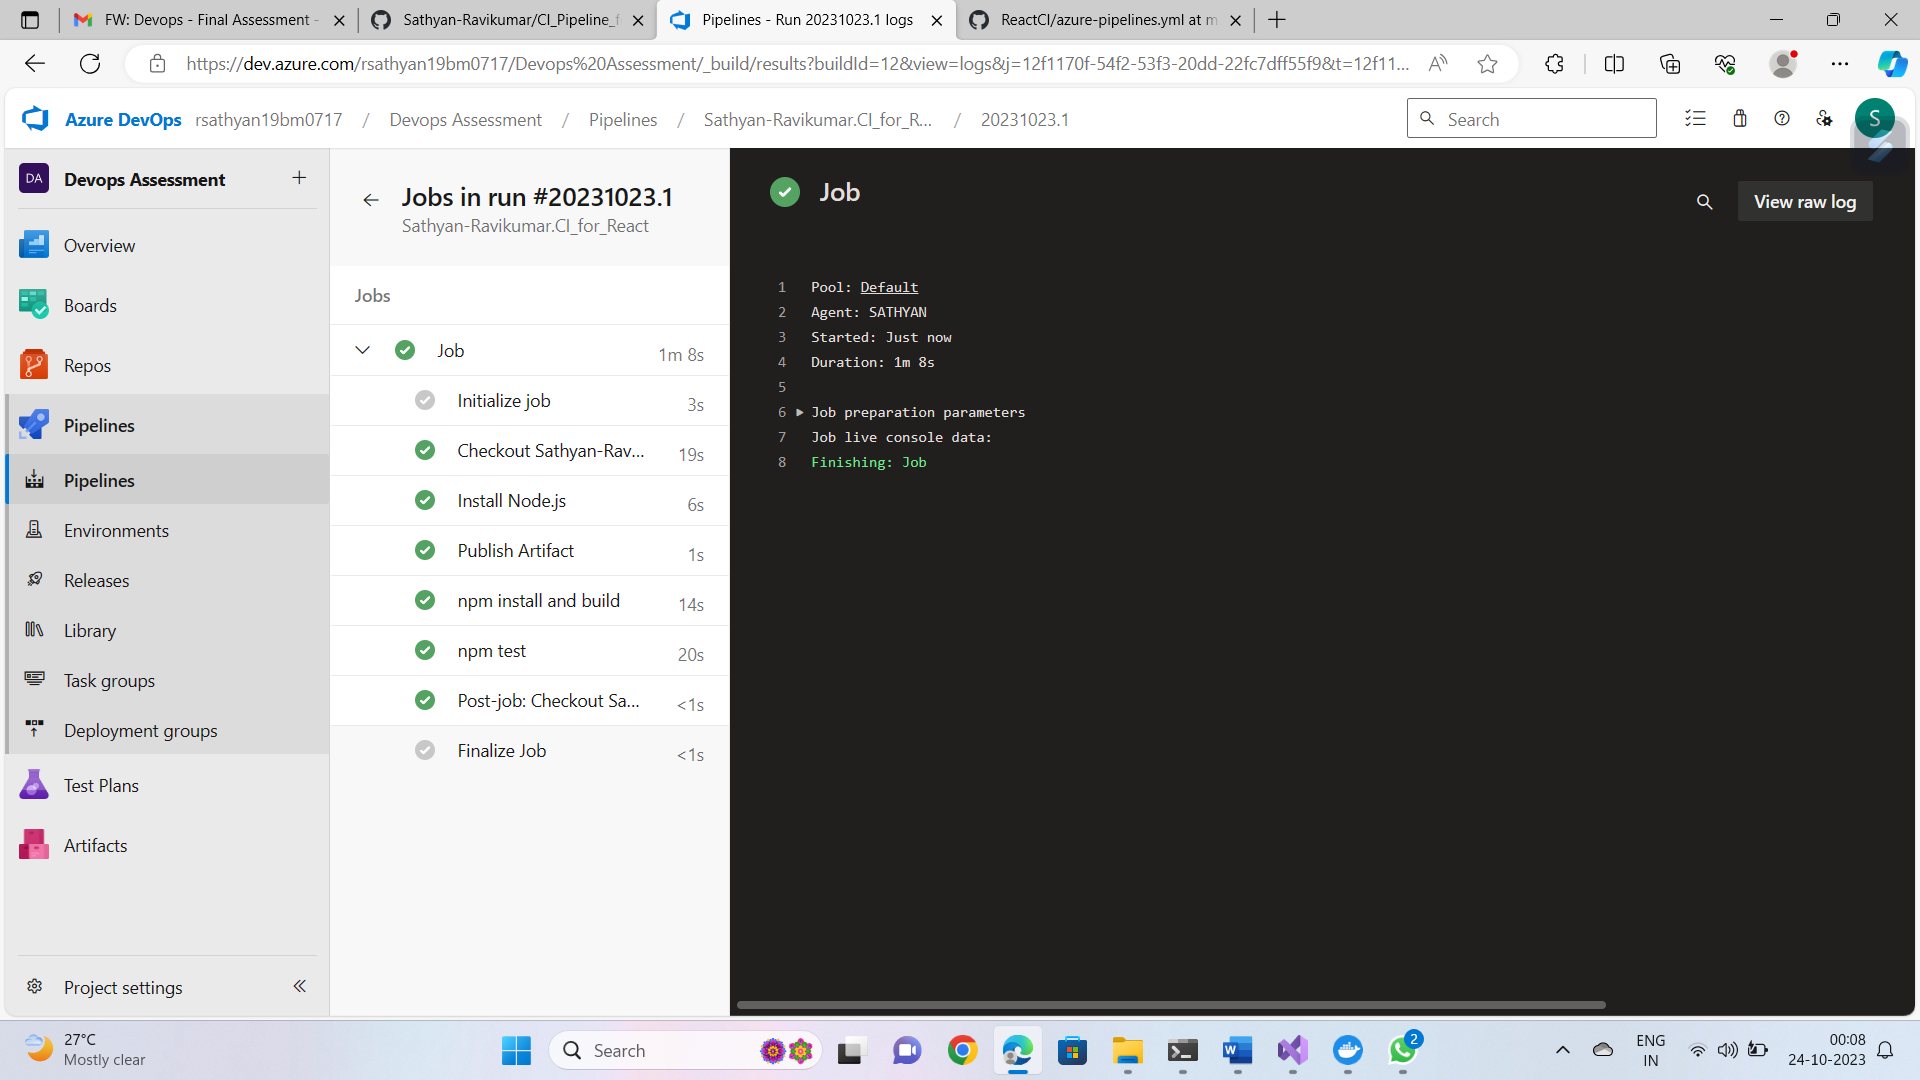 FW: Devops - Final Assessment -
Sathyan-Ravikumar/CI_Pipeline_f
Pipelines - Run 20231023.1 logs
ReactCI/azure-pipelines.yml at m
https://dev.azure.com/rsathyan19bm0717/Devops%20Assessment/_build/results?buildId=12&view=logs&j=12f1170f-54f2-53f3-20dd-22fc7dff55f9&t=12f11...
Azure DevOps rsathyan19bm0717 / Devops Assessment / Pipelines / Sathyan-Ravikumar.CI_for_R... / 20231023.1
Search
S
DA Devops Assessment
Overview
Boards
Repos
Pipelines
Pipelines
Environments
Releases
Library
Task groups
Deployment groups
Test Plans
Artifacts
Project settings
Jobs in run #20231023.1
Sathyan-Ravikumar.CI_for_React
Jobs
Job 1m 8s
Initialize job 3s
Checkout Sathyan-Rav... 19s
Install Node.js 6s
Publish Artifact 1s
npm install and build 14s
npm test 20s
Post-job: Checkout Sa... <1s
Finalize Job <1s
Job
View raw log
1 Pool: Default
2 Agent: SATHYAN
3 Started: Just now
4 Duration: 1m 8s
5
6 Job preparation parameters
7 Job live console data:
8 Finishing: Job
27°C
Mostly clear
Search
2
ENG
IN
00:08
24-10-2023